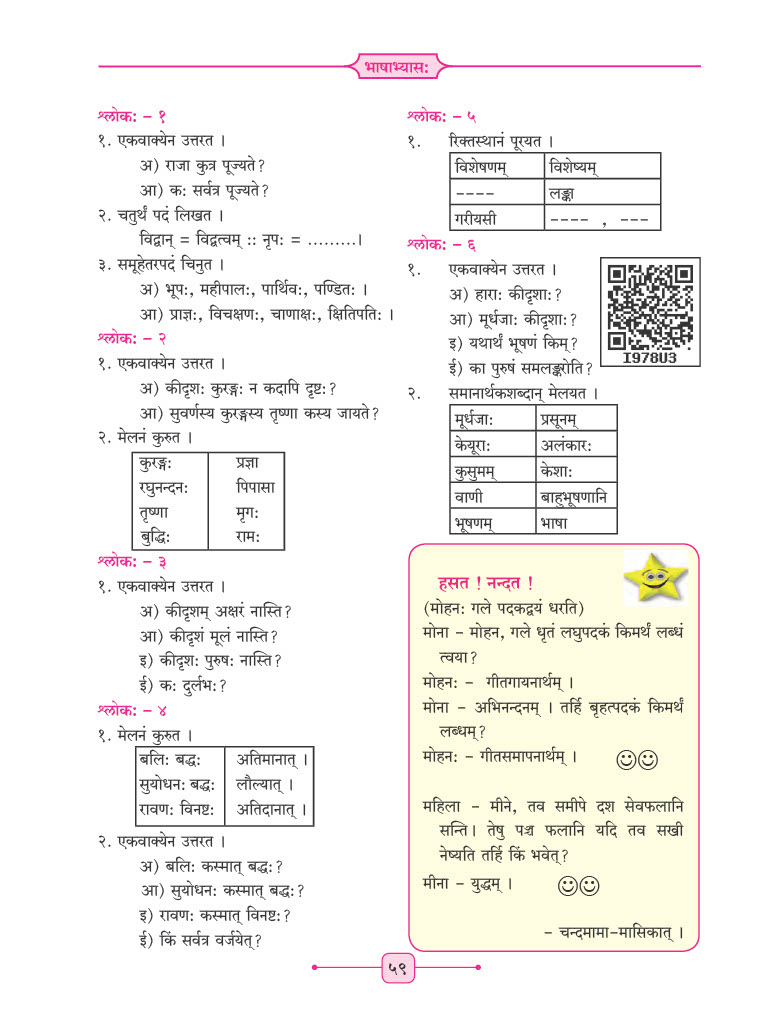 भाषाभ्यासः
श्लोकः - १
१. एकवाक्येन उत्तरत ।
अ) राजा कुत्र पूज्यते?
आ) कः सर्वत्र पूज्यते?
२. चतुर्थं पदं लिखत ।
विद्वान् = विद्वत्त्वम् :: नृपः = .........।
३. समूहेतरपदं चिनुत ।
अ) भूपः, महीपालः, पार्थिवः, पण्डितः ।
आ) प्राज्ञः, विचक्षणः, चाणाक्षः, क्षितिपतिः ।
श्लोकः - २
१. एकवाक्येन उत्तरत ।
अ) कीदृशः कुरङ्गः न कदापि दृष्टः?
आ) सुवर्णस्य कुरङ्गस्य तृष्णा कस्य जायते?
२. मेलनं कुरुत ।
कुरङ्गः प्रज्ञा
रघुनन्दनः पिपासा
तृष्णा मृगः
बुद्धिः रामः
श्लोकः - ३
१. एकवाक्येन उत्तरत ।
अ) कीदृशम् अक्षरं नास्ति?
आ) कीदृशं मूलं नास्ति?
इ) कीदृशः पुरुषः नास्ति?
ई) कः दुर्लभः?
श्लोकः - ४
१. मेलनं कुरुत ।
बलिः बद्धः अतिमानात् ।
सुयोधनः बद्धः लौल्यात् ।
रावणः विनष्टः अतिदानात् ।
२. एकवाक्येन उत्तरत ।
अ) बलिः कस्मात् बद्धः?
आ) सुयोधनः कस्मात् बद्धः?
इ) रावणः कस्मात् विनष्टः?
ई) किं सर्वत्र वर्जयेत्?
श्लोकः - ५
१. रिक्तस्थानं पूरयत ।
विशेषणम् विशेष्यम्
---- लङ्का
गरीयसी ---- , ---
श्लोकः - ६
१. एकवाक्येन उत्तरत ।
अ) हाराः कीदृशाः?
आ) मूर्धजाः कीदृशाः?
इ) यथार्थं भूषणं किम्?
ई) का पुरुषं समलङ्करोति?
I978U3
२. समानार्थकशब्दान् मेलयत ।
मूर्धजाः प्रसूनम्
केयूराः अलंकारः
कुसुमम् केशाः
वाणी बाहुभूषणानि
भूषणम् भाषा
हसत ! नन्दत !
(मोहनः गले पदकद्वयं धरति)
मोना - मोहन, गले धृतं लघुपदकं किमर्थं लब्धं
त्वया?
मोहनः - गीतगायनार्थम् ।
मोना - अभिनन्दनम् । तर्हि बृहत्पदकं किमर्थं
लब्धम्?
मोहनः - गीतसमापनार्थम् ।
महिला - मीने, तव समीपे दश सेवफलानि
सन्ति। तेषु पञ्च फलानि यदि तव सखी
नेष्यति तर्हि किं भवेत्?
मीना - युद्धम् ।
- चन्दमामा-मासिकात् ।
५९